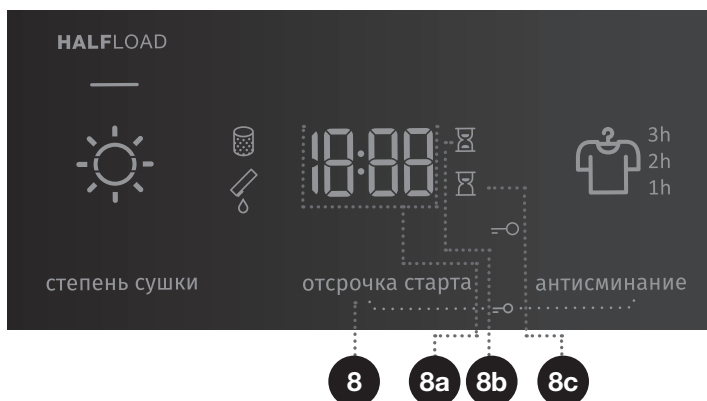 HALFLOAD
18:88
3h
2h
1h
степень сушки
отсрочка старта
антисминание
8
8a
8b
8c